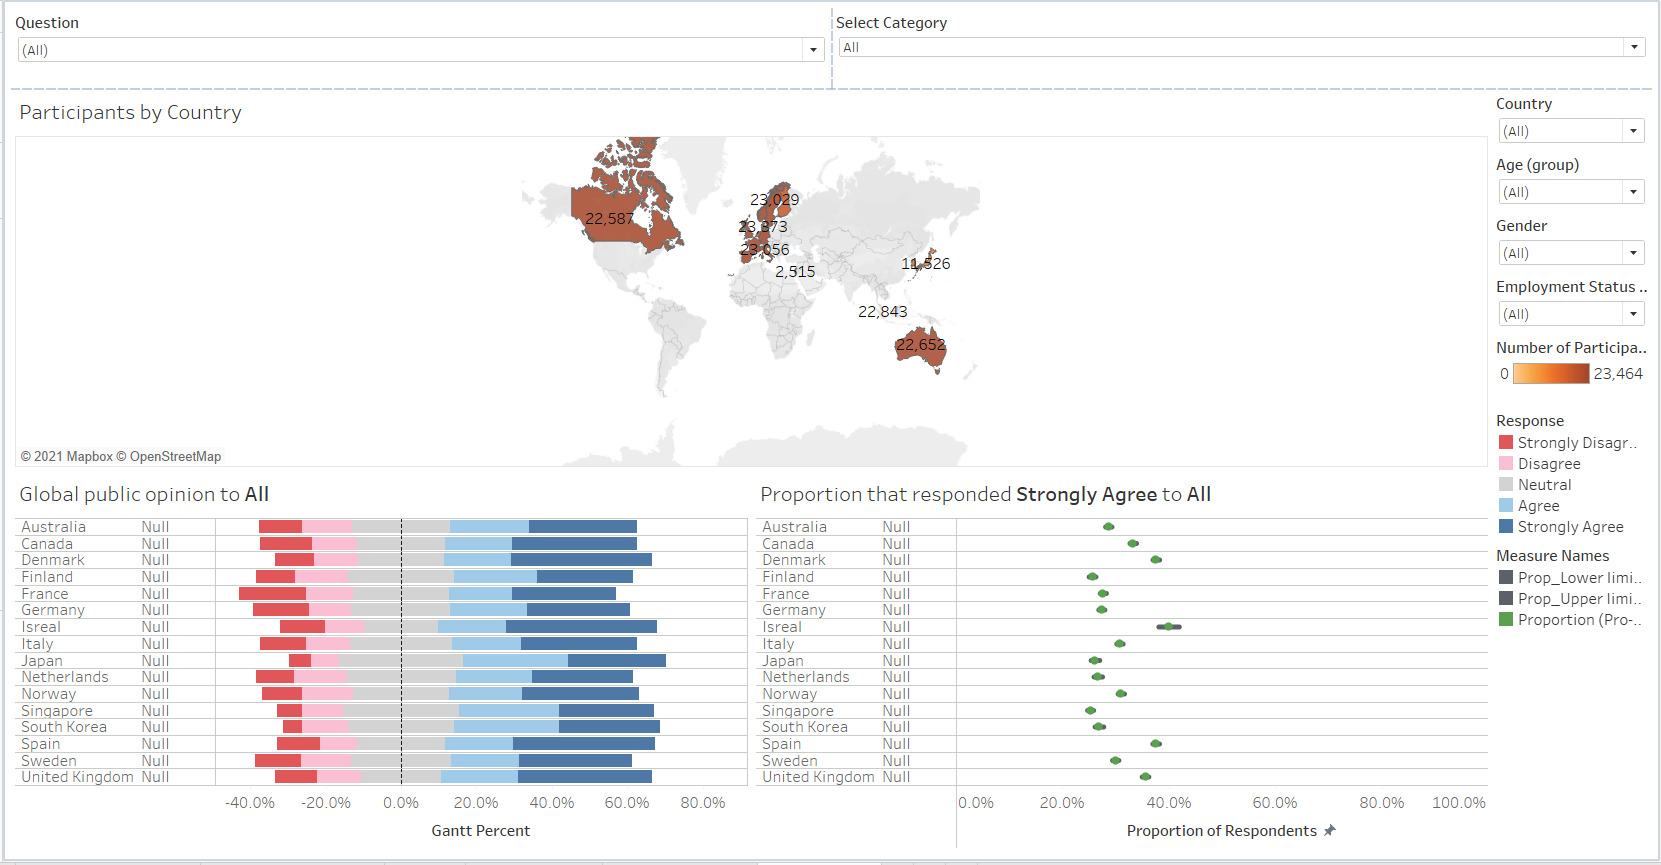 Question
Select Category
(All)
All
Participants by Country
Country
(All)
Age (group)
(All)
Gender
(All)
Employment Status ..
(All)
Number of Participa..
0
23,464
22,587
23,029
23,373
23,056
2,515
11,526
22,843
22,652
© 2021 Mapbox © OpenStreetMap
Response
Strongly Disagr..
Disagree
Neutral
Agree
Strongly Agree
Measure Names
Prop_Lower limi..
Prop_Upper limi..
Proportion (Pro-..
Global public opinion to All
Australia Null
Canada Null
Denmark Null
Finland Null
France Null
Germany Null
Isreal Null
Italy Null
Japan Null
Netherlands Null
Norway Null
Singapore Null
South Korea Null
Spain Null
Sweden Null
United Kingdom Null
-40.0% -20.0% 0.0% 20.0% 40.0% 60.0% 80.0%
Gantt Percent
Proportion that responded Strongly Agree to All
Australia Null
Canada Null
Denmark Null
Finland Null
France Null
Germany Null
Isreal Null
Italy Null
Japan Null
Netherlands Null
Norway Null
Singapore Null
South Korea Null
Spain Null
Sweden Null
United Kingdom Null
0.0% 20.0% 40.0% 60.0% 80.0% 100.0%
Proportion of Respondents